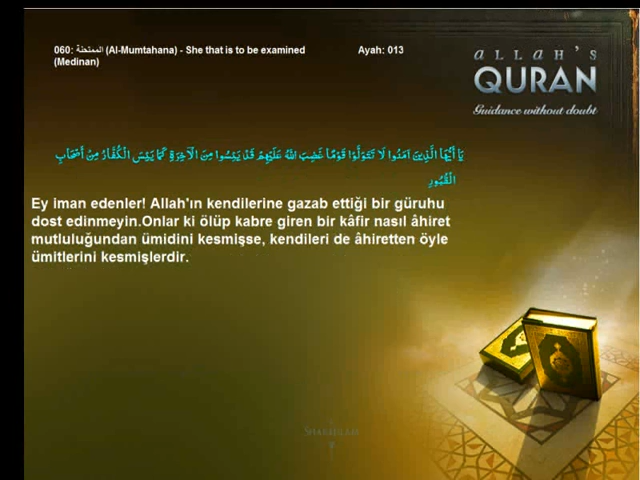 060: الممتحنة (Al-Mumtahana) - She that is to be examined (Medinan)
Ayah: 013
ALLAH'S
QURAN
Guidance without doubt
يَا أَيُّهَا الَّذِينَ آمَنُوا لَا تَتَوَلَّوْا قَوْمًا غَضِبَ اللَّهُ عَلَيْهِمْ قَدْ يَئِسُوا مِنَ الْآخِرَةِ كَمَا يَئِسَ الْكُفَّارُ مِنْ أَصْحَابِ
الْقُبُورِ
Ey iman edenler! Allah'ın kendilerine gazab ettiği bir güruhu
dost edinmeyin.Onlar ki ölüp kabre giren bir kâfir nasıl âhiret
mutluluğundan ümidini kesmişse, kendileri de âhiretten öyle
ümitlerini kesmişlerdir.